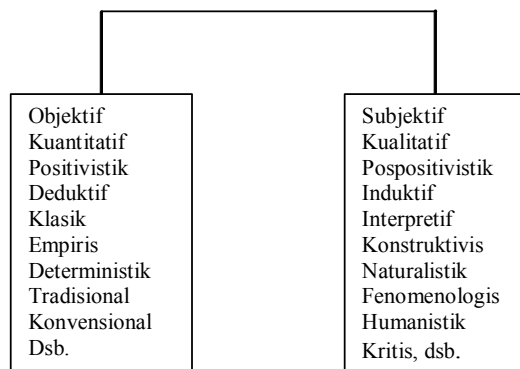 Objektif
Kuantitatif
Positivistik
Deduktif
Klasik
Empiris
Deterministik
Tradisional
Konvensional
Dsb.
Subjektif
Kualitatif
Pospositivistik
Induktif
Interpretif
Konstruktivis
Naturalistik
Fenomenologis
Humanistik
Kritis, dsb.